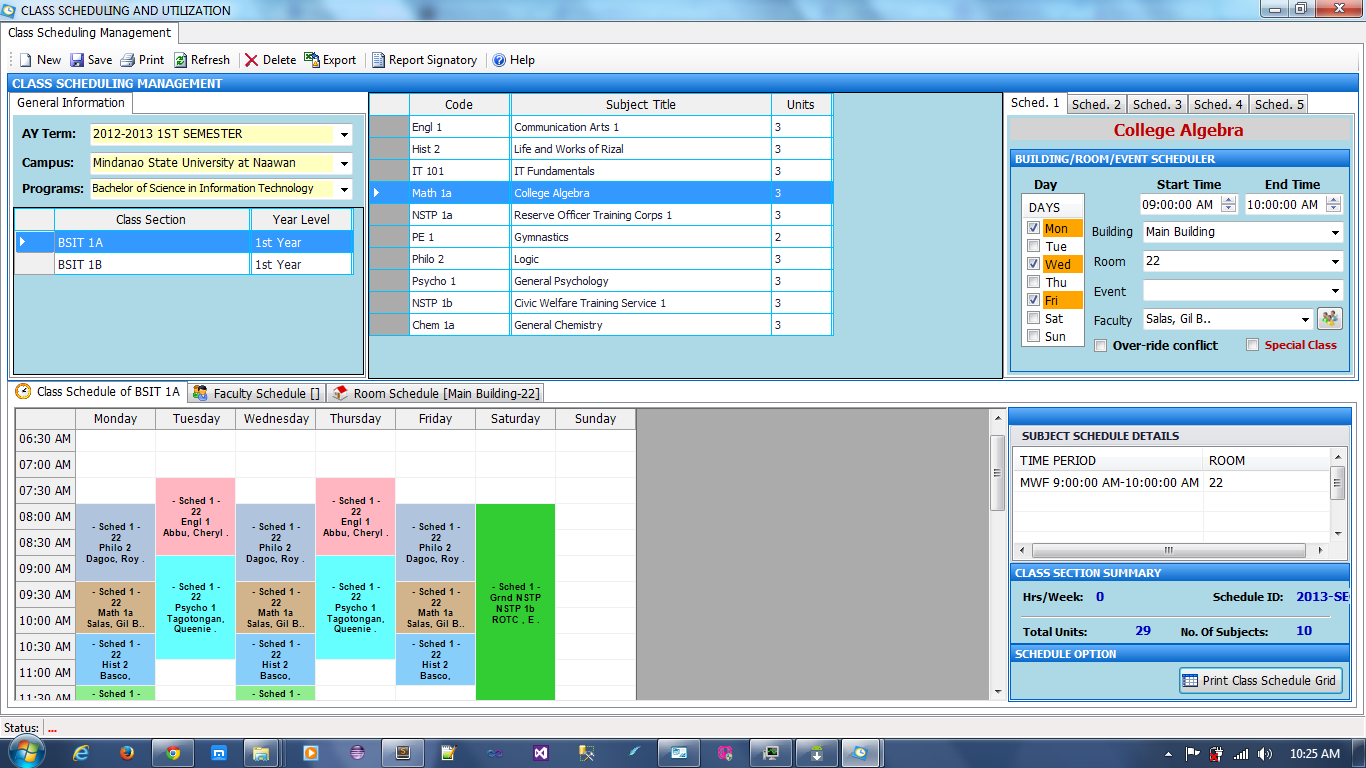 CLASS SCHEDULING AND UTILIZATION
Class Scheduling Management
New Save Print Refresh Delete Export Report Signatory Help
CLASS SCHEDULING MANAGEMENT
General Information
AY Term: 2012-2013 1ST SEMESTER
Campus: Mindanao State University at Naawan
Programs: Bachelor of Science in Information Technology
Class Section Year Level
BSIT 1A 1st Year
BSIT 1B 1st Year
Code Subject Title Units
Engl 1 Communication Arts 1 3
Hist 2 Life and Works of Rizal 3
IT 101 IT Fundamentals 3
Math 1a College Algebra 3
NSTP 1a Reserve Officer Training Corps 1 3
PE 1 Gymnastics 2
Philo 2 Logic 3
Psycho 1 General Psychology 3
NSTP 1b Civic Welfare Training Service 1 3
Chem 1a General Chemistry 3
Sched. 1 Sched. 2 Sched. 3 Sched. 4 Sched. 5
College Algebra
BUILDING/ROOM/EVENT SCHEDULER
Day Start Time End Time
DAYS 09:00:00 AM 10:00:00 AM
Mon
Tue
Wed
Thu
Fri
Sat
Sun
Building Main Building
Room 22
Event
Faculty Salas, Gil B..
Over-ride conflict Special Class
Class Schedule of BSIT 1A Faculty Schedule [] Room Schedule [Main Building-22]
Monday Tuesday Wednesday Thursday Friday Saturday Sunday
06:30 AM
07:00 AM
07:30 AM
08:00 AM
08:30 AM
09:00 AM
09:30 AM
10:00 AM
10:30 AM
11:00 AM
11:30 AM
- Sched 1 -
22
Philo 2
Dagoc, Roy .
- Sched 1 -
22
Math 1a
Salas, Gil B..
- Sched 1 -
22
Hist 2
Basco,
- Sched 1 -
- Sched 1 -
22
Engl 1
Abbu, Cheryl .
- Sched 1 -
22
Psycho 1
Tagotongan,
Queenie .
- Sched 1 -
22
Philo 2
Dagoc, Roy .
- Sched 1 -
22
Math 1a
Salas, Gil B..
- Sched 1 -
22
Hist 2
Basco,
- Sched 1 -
- Sched 1 -
22
Engl 1
Abbu, Cheryl .
- Sched 1 -
22
Psycho 1
Tagotongan,
Queenie .
- Sched 1 -
22
Philo 2
Dagoc, Roy .
- Sched 1 -
22
Math 1a
Salas, Gil B..
- Sched 1 -
22
Hist 2
Basco,
- Sched 1 -
Grnd NSTP
NSTP 1b
ROTC , E .
SUBJECT SCHEDULE DETAILS
TIME PERIOD ROOM
MWF 9:00:00 AM-10:00:00 AM 22
CLASS SECTION SUMMARY
Hrs/Week: 0 Schedule ID: 2013-SE
Total Units: 29 No. Of Subjects: 10
SCHEDULE OPTION
Print Class Schedule Grid
Status: ...
10:25 AM